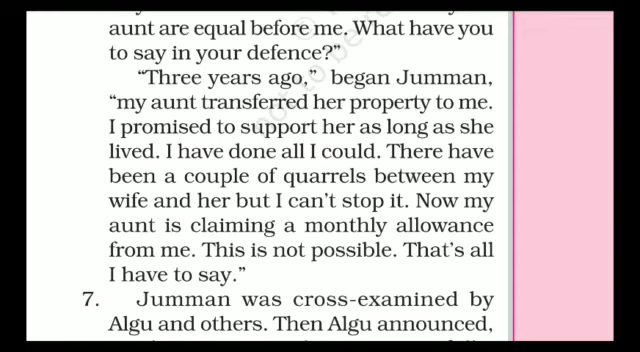 aunt are equal before me. What have you
to say in your defence?”
“Three years ago,” began Jumman,
“my aunt transferred her property to me.
I promised to support her as long as she
lived. I have done all I could. There have
been a couple of quarrels between my
wife and her but I can’t stop it. Now my
aunt is claiming a monthly allowance
from me. This is not possible. That’s all
I have to say.”
7. Jumman was cross-examined by
Algu and others. Then Algu announced,